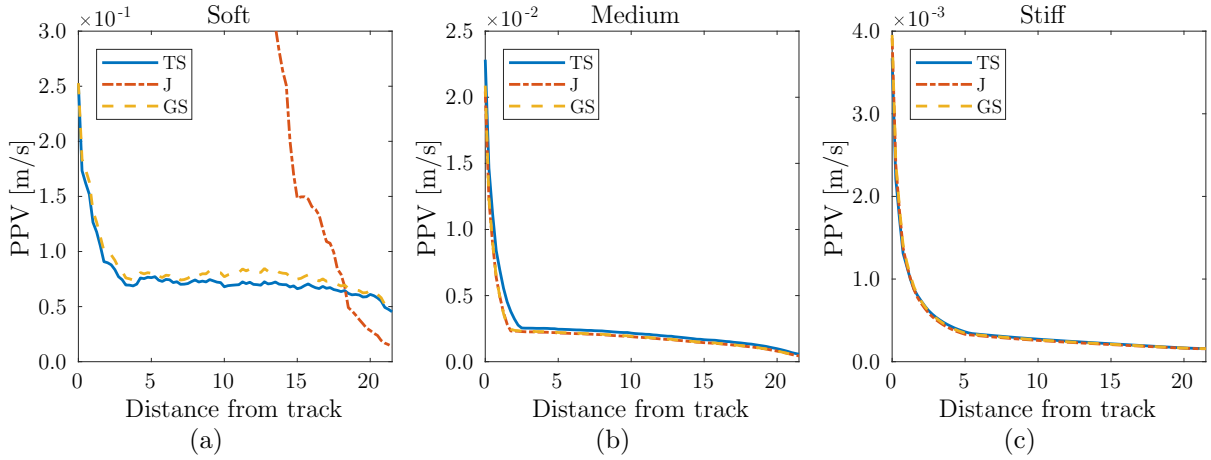 ×10⁻¹ Soft
3.0
2.5
2.0
1.5
1.0
0.5
0.0
PPV [m/s]
TS
J
GS
0 5 10 15 20
Distance from track
(a)
×10⁻² Medium
2.5
2.0
1.5
1.0
0.5
0.0
PPV [m/s]
TS
J
GS
0 5 10 15 20
Distance from track
(b)
×10⁻³ Stiff
4.0
3.0
2.0
1.0
0.0
PPV [m/s]
TS
J
GS
0 5 10 15 20
Distance from track
(c)